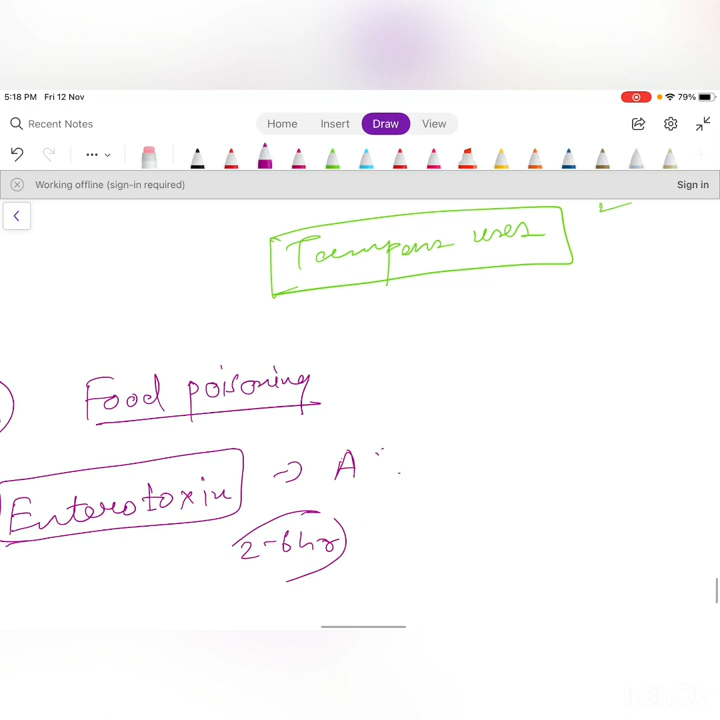 5:18 PM Fri 12 Nov 79%
Recent Notes Home Insert Draw View
Working offline (sign-in required) Sign in
Tampons uses
Food poisoning
Enterotoxin → A
2-6hr